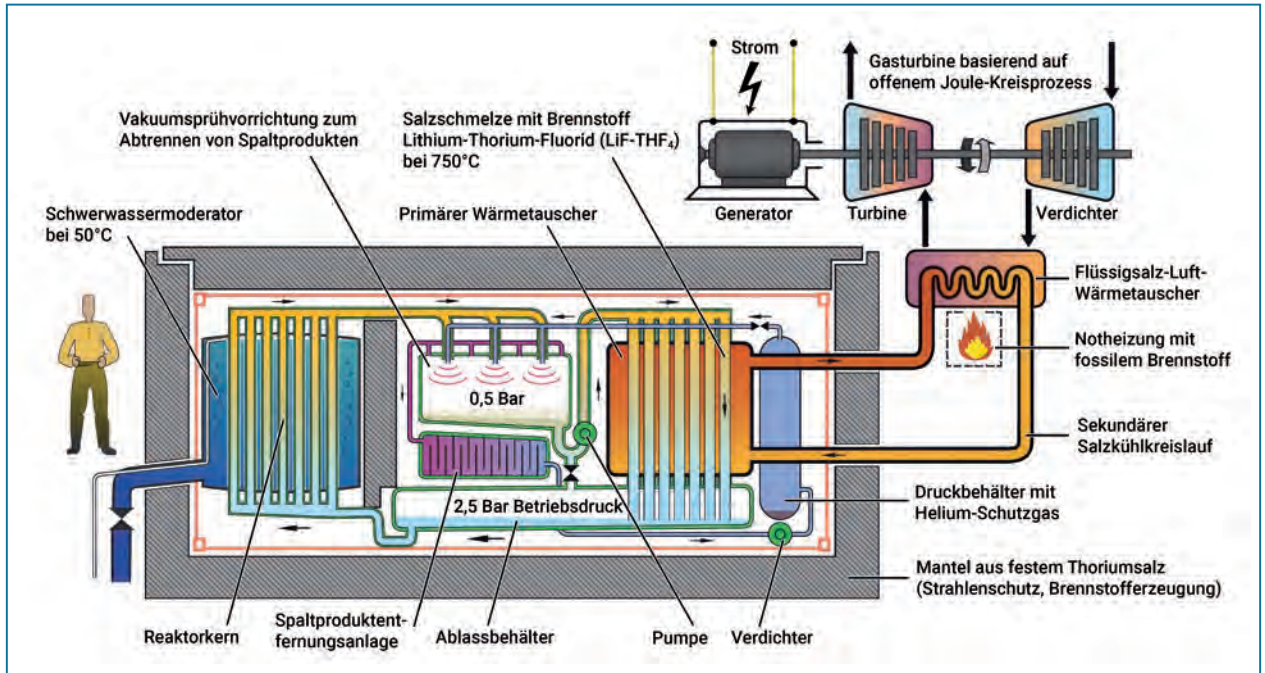 Strom
Gasturbine basierend auf
offenem Joule-Kreisprozess
Vakuumsprühvorrichtung zum
Abtrennen von Spaltprodukten
Salzschmelze mit Brennstoff
Lithium-Thorium-Fluorid (LiF-THF₄)
bei 750°C
Schwerwassermoderator
bei 50°C
Primärer Wärmetauscher
Generator
Turbine
Verdichter
Flüssigsalz-Luft-
Wärmetauscher
Notheizung mit
fossilem Brennstoff
0,5 Bar
Sekundärer
Salzkühlkreislauf
2,5 Bar Betriebsdruck
Druckbehälter mit
Helium-Schutzgas
Mantel aus festem Thoriumsalz
(Strahlenschutz, Brennstofferzeugung)
Reaktorkern
Spaltproduktent-
fernungsanlage
Ablassbehälter
Pumpe
Verdichter